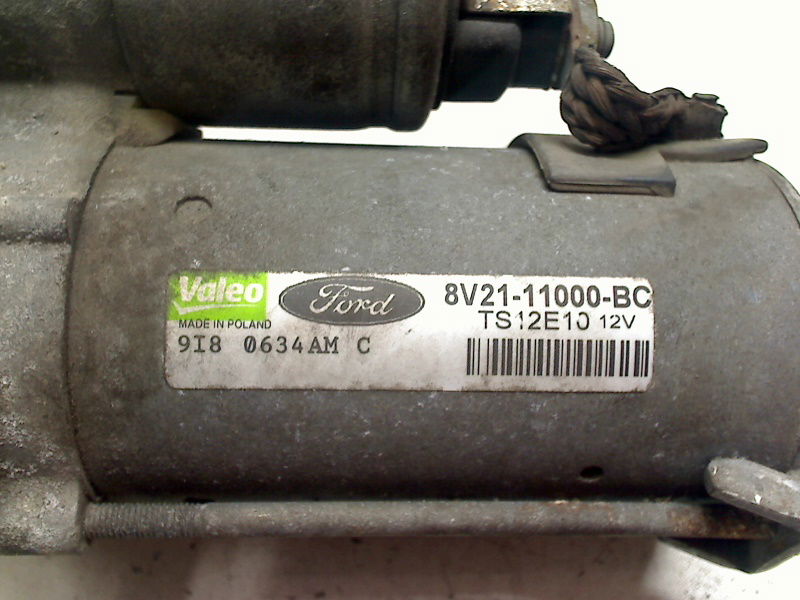 Valeo Ford 8V21-11000-BC
MADE IN POLAND TS12E10 12V
9I8 0634AM C